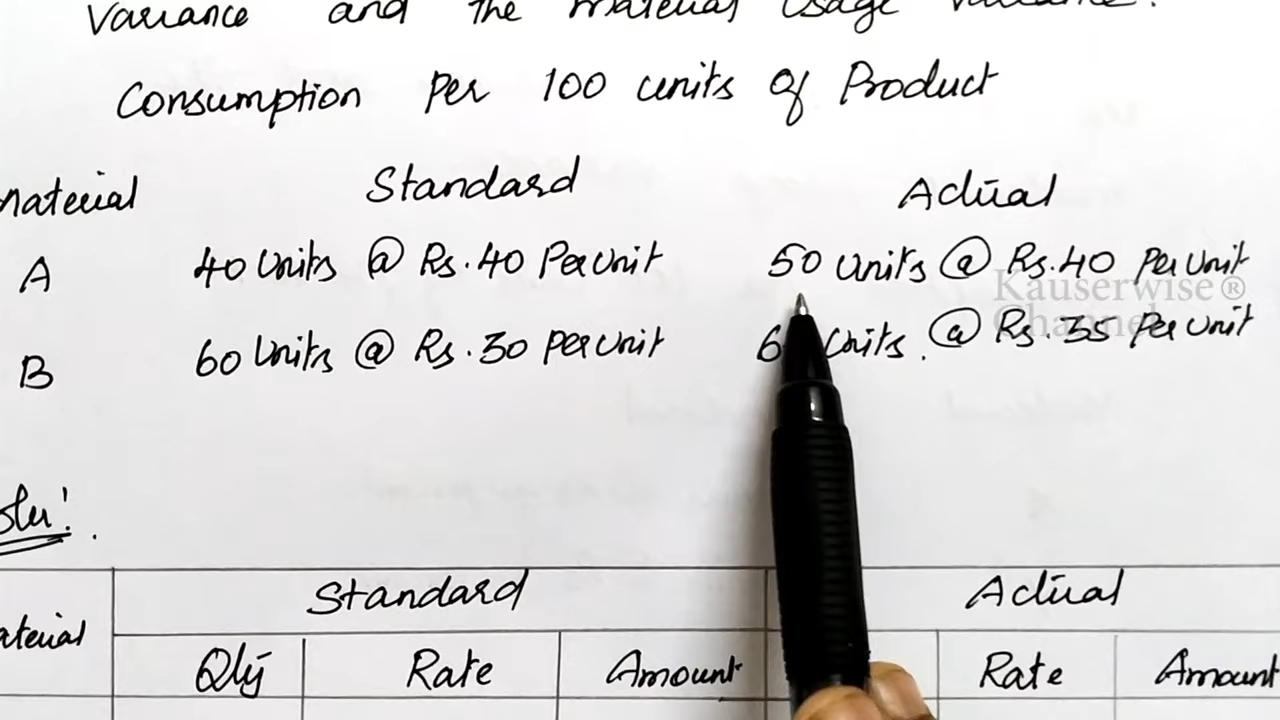 Variance and the Material Usage Variance.
Consumption Per 100 units of Product
Material Standard Actual
A 40 Units @ Rs.40 Per Unit 50 Units @ Rs.40 Per Unit
B 60 Units @ Rs.30 Per Unit Units @ Rs.35 Per Unit
Kauserwise®
Channel
Standard Actual
Qty Rate Amount Rate Amount